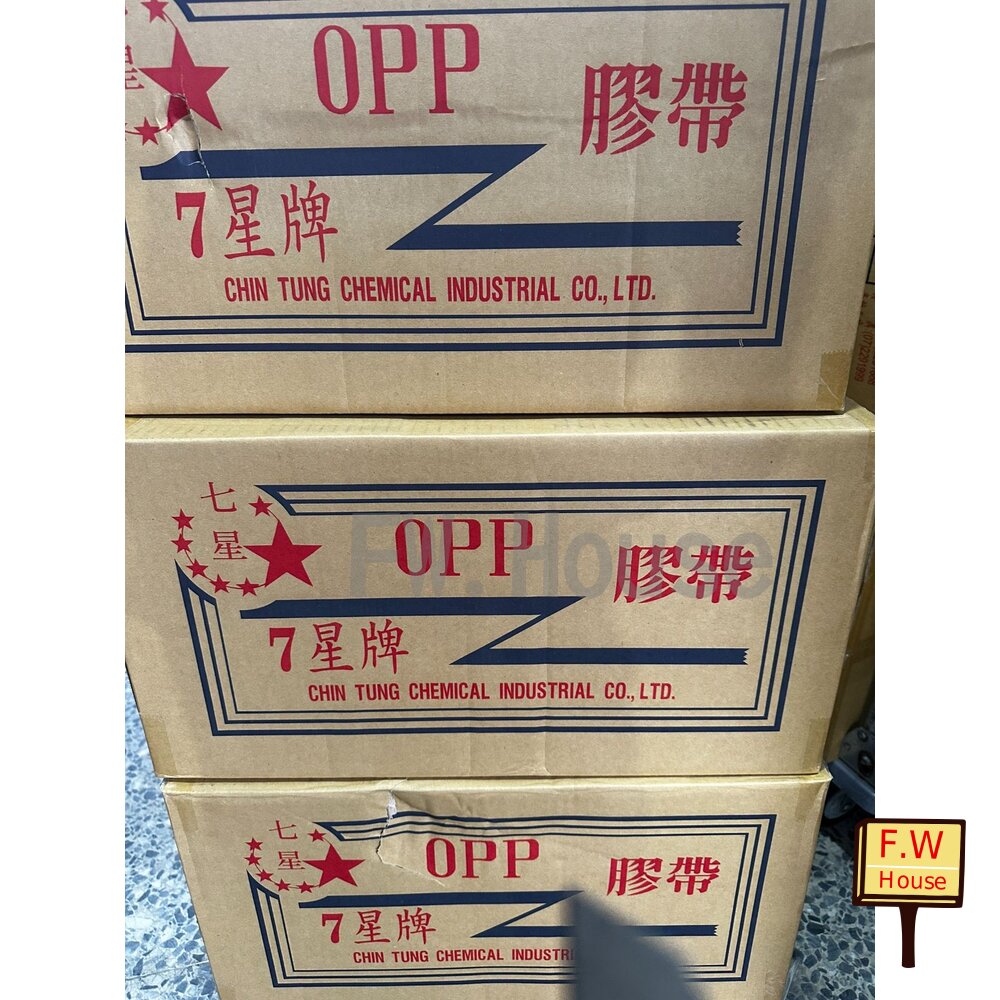 星
OPP
膠帶
7星牌
CHIN TUNG CHEMICAL INDUSTRIAL CO., LTD.
七
星
OPP
膠帶
7星牌
CHIN TUNG CHEMICAL INDUSTRIAL CO., LTD.
FW.House
七
星
OPP
膠帶
7星牌
CHIN TUNG CHEMICAL INDUSTRI
F.W
House